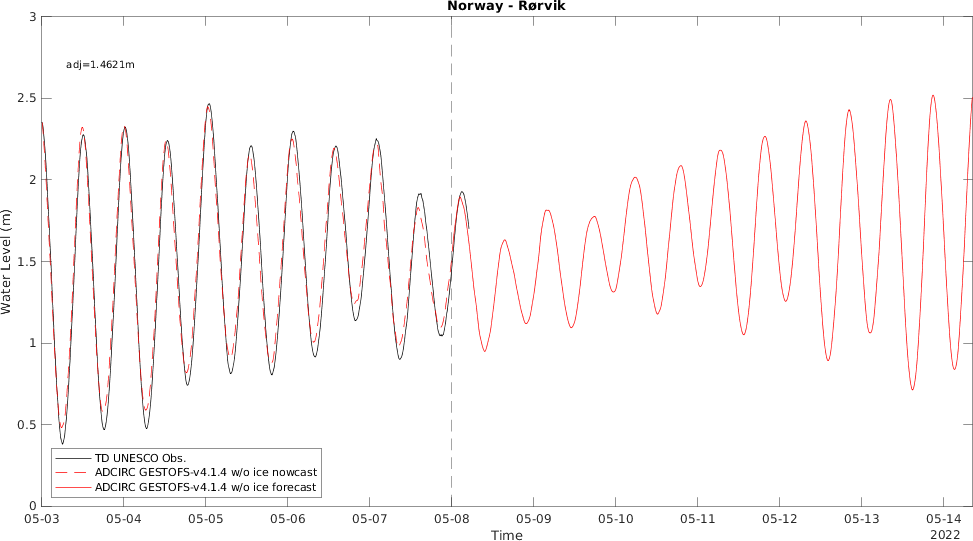 Norway - Rørvik
adj=1.4621m
Water Level (m)
3
2.5
2
1.5
1
0.5
0
TD UNESCO Obs.
ADCIRC GESTOFS-v4.1.4 w/o ice nowcast
ADCIRC GESTOFS-v4.1.4 w/o ice forecast
05-03 05-04 05-05 05-06 05-07 05-08 05-09 05-10 05-11 05-12 05-13 05-14
Time
2022